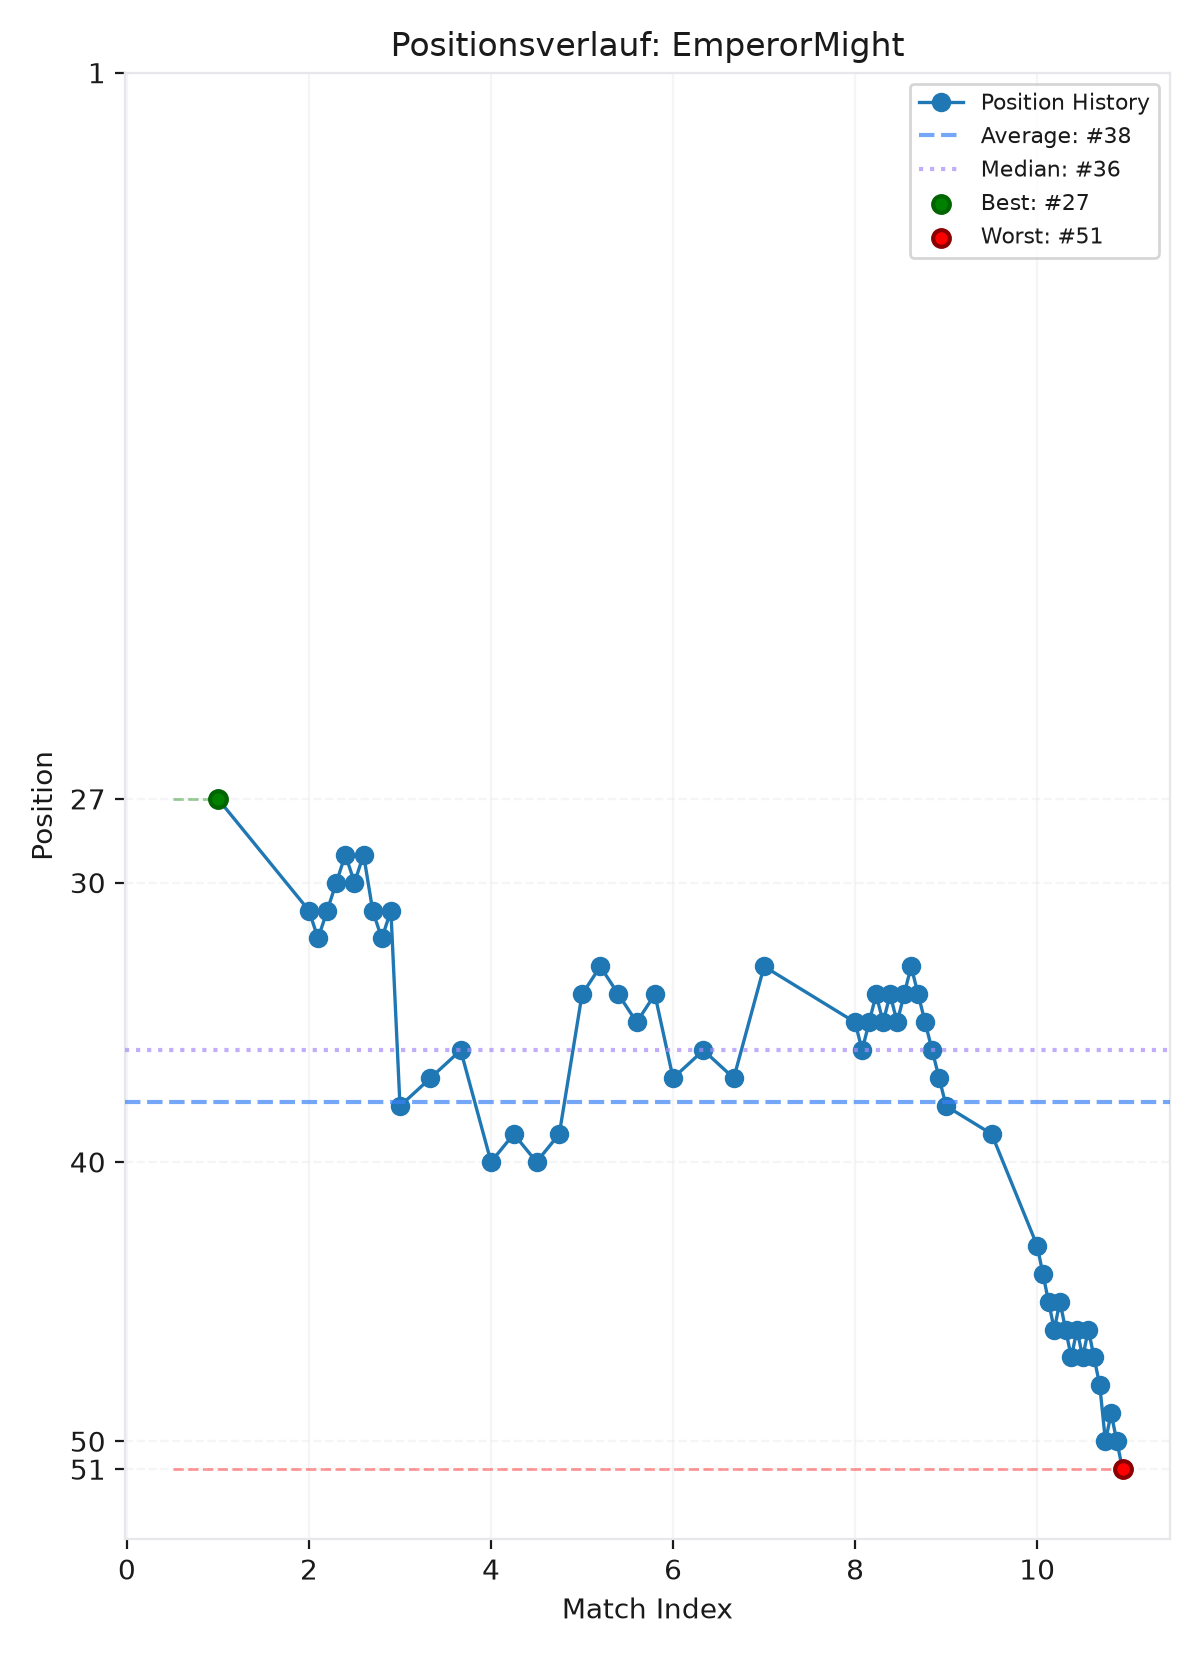 Positionsverlauf: EmperorMight
Position History
Average: #38
Median: #36
Best: #27
Worst: #51
Position
1
27
30
40
50
51
0 2 4 6 8 10
Match Index